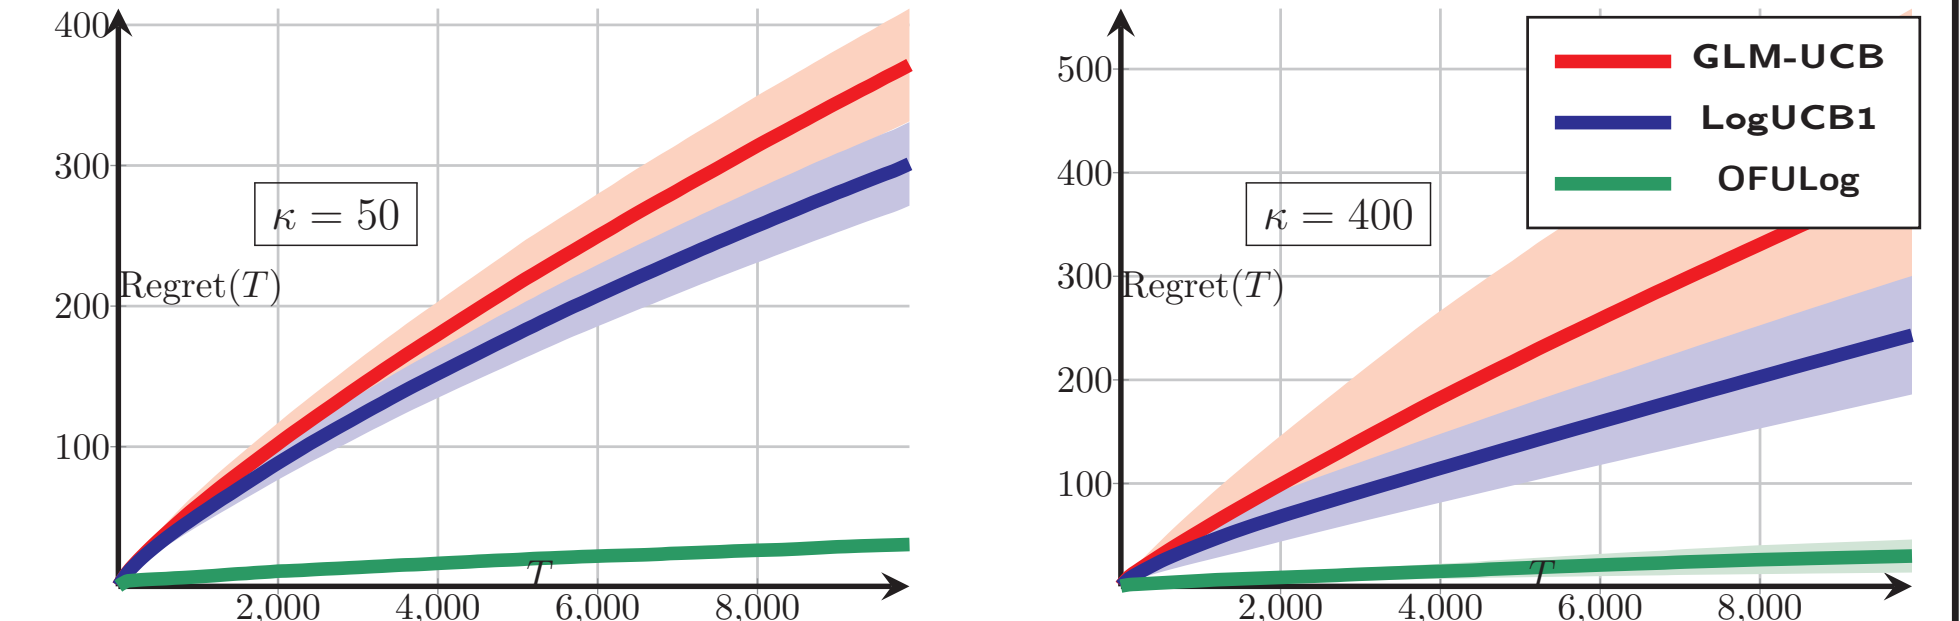 400
300
200
100
κ = 50
Regret(T)
T
2,000 4,000 6,000 8,000
500
400
300
200
100
κ = 400
Regret(T)
T
2,000 4,000 6,000 8,000
GLM-UCB
LogUCB1
OFULog